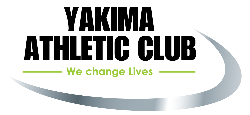 YAKIMA
ATHLETIC CLUB
We change Lives